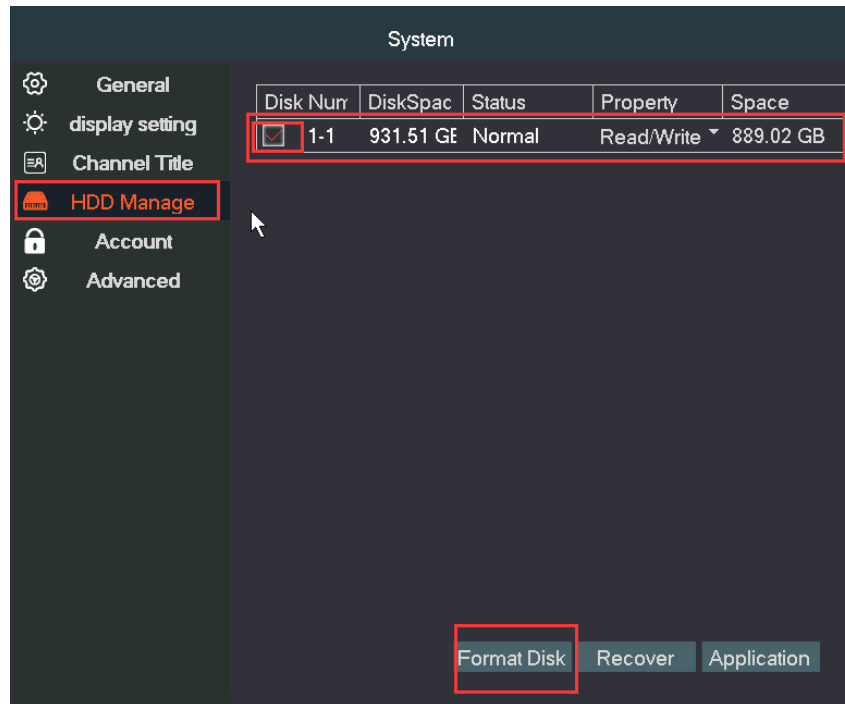 System
General
display setting
Channel Title
HDD Manage
Account
Advanced
Disk Num DiskSpac Status Property Space
1-1 931.51 GE Normal Read/Write 889.02 GB
Format Disk Recover Application